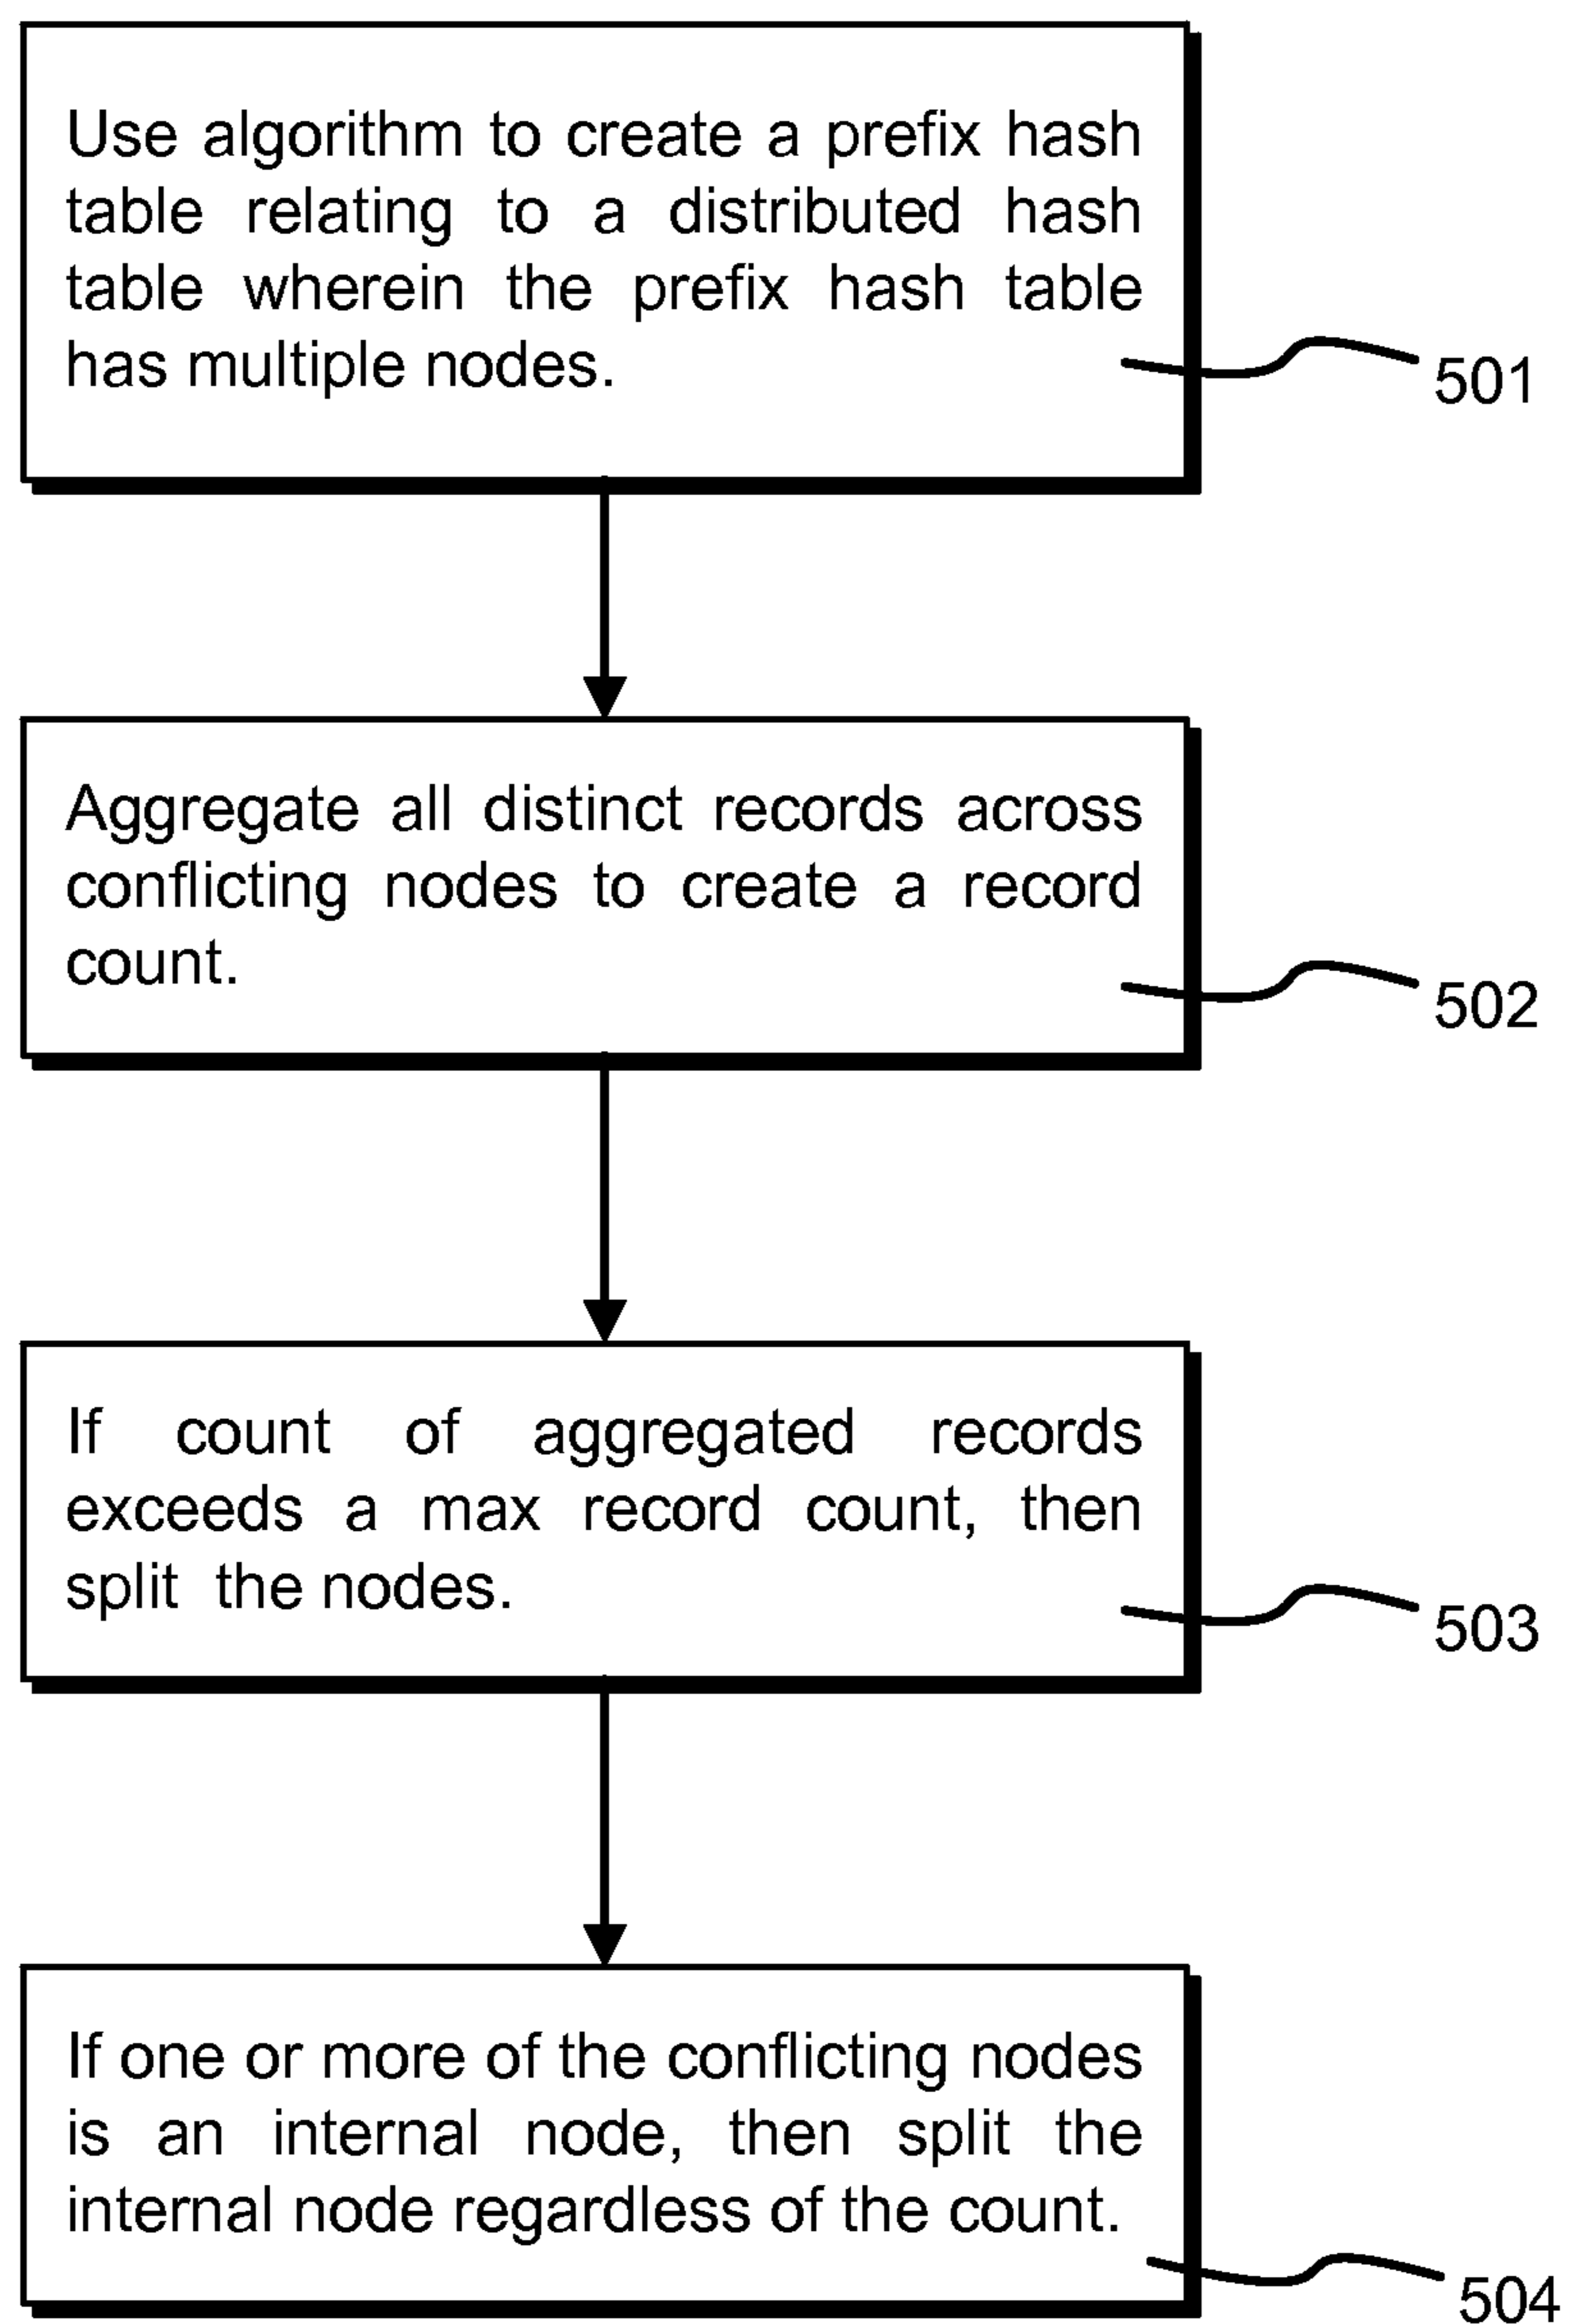 Use algorithm to create a prefix hash
table relating to a distributed hash
table wherein the prefix hash table
has multiple nodes.
501
Aggregate all distinct records across
conflicting nodes to create a record
count.
502
If count of aggregated records
exceeds a max record count, then
split the nodes.
503
If one or more of the conflicting nodes
is an internal node, then split the
internal node regardless of the count.
504